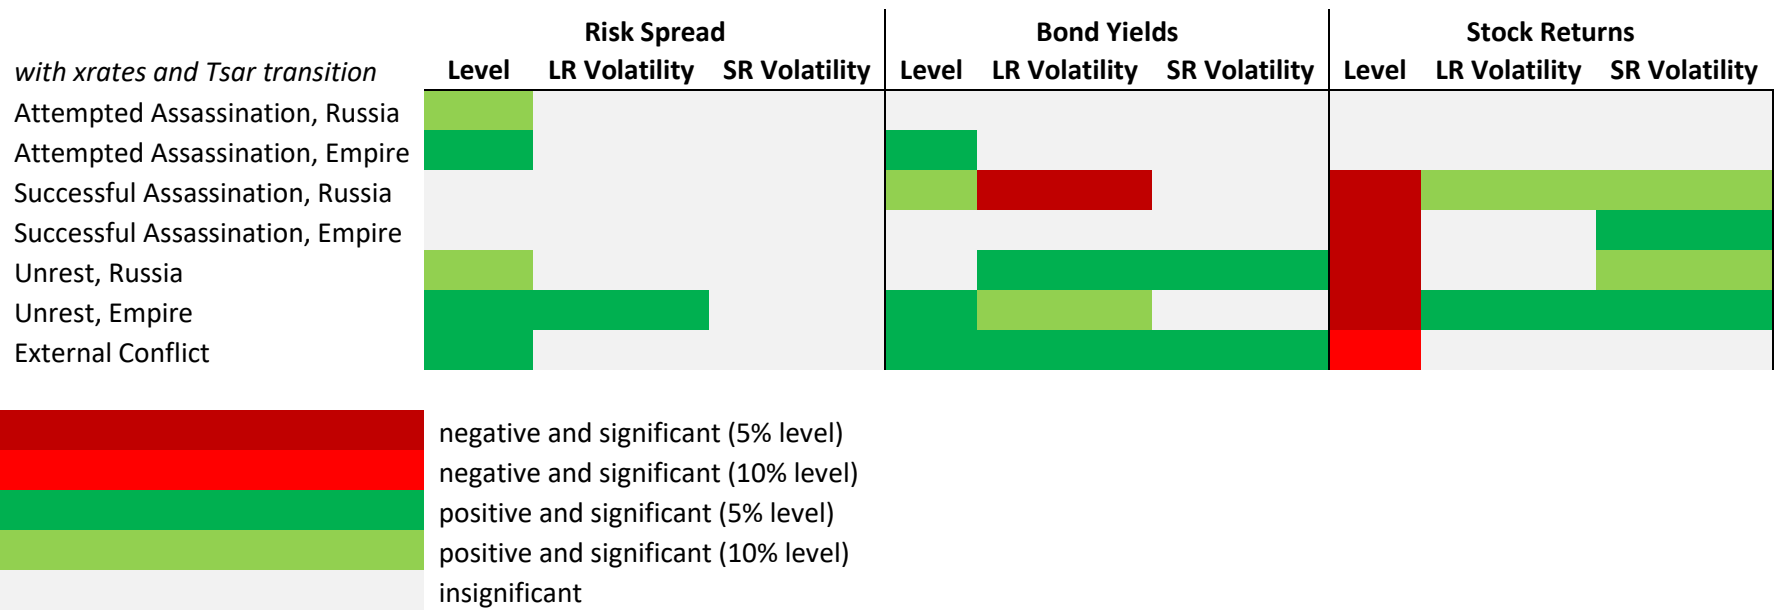 Risk Spread Bond Yields Stock Returns
with xrates and Tsar transition Level LR Volatility SR Volatility Level LR Volatility SR Volatility Level LR Volatility SR Volatility
Attempted Assassination, Russia
Attempted Assassination, Empire
Successful Assassination, Russia
Successful Assassination, Empire
Unrest, Russia
Unrest, Empire
External Conflict
negative and significant (5% level)
negative and significant (10% level)
positive and significant (5% level)
positive and significant (10% level)
insignificant